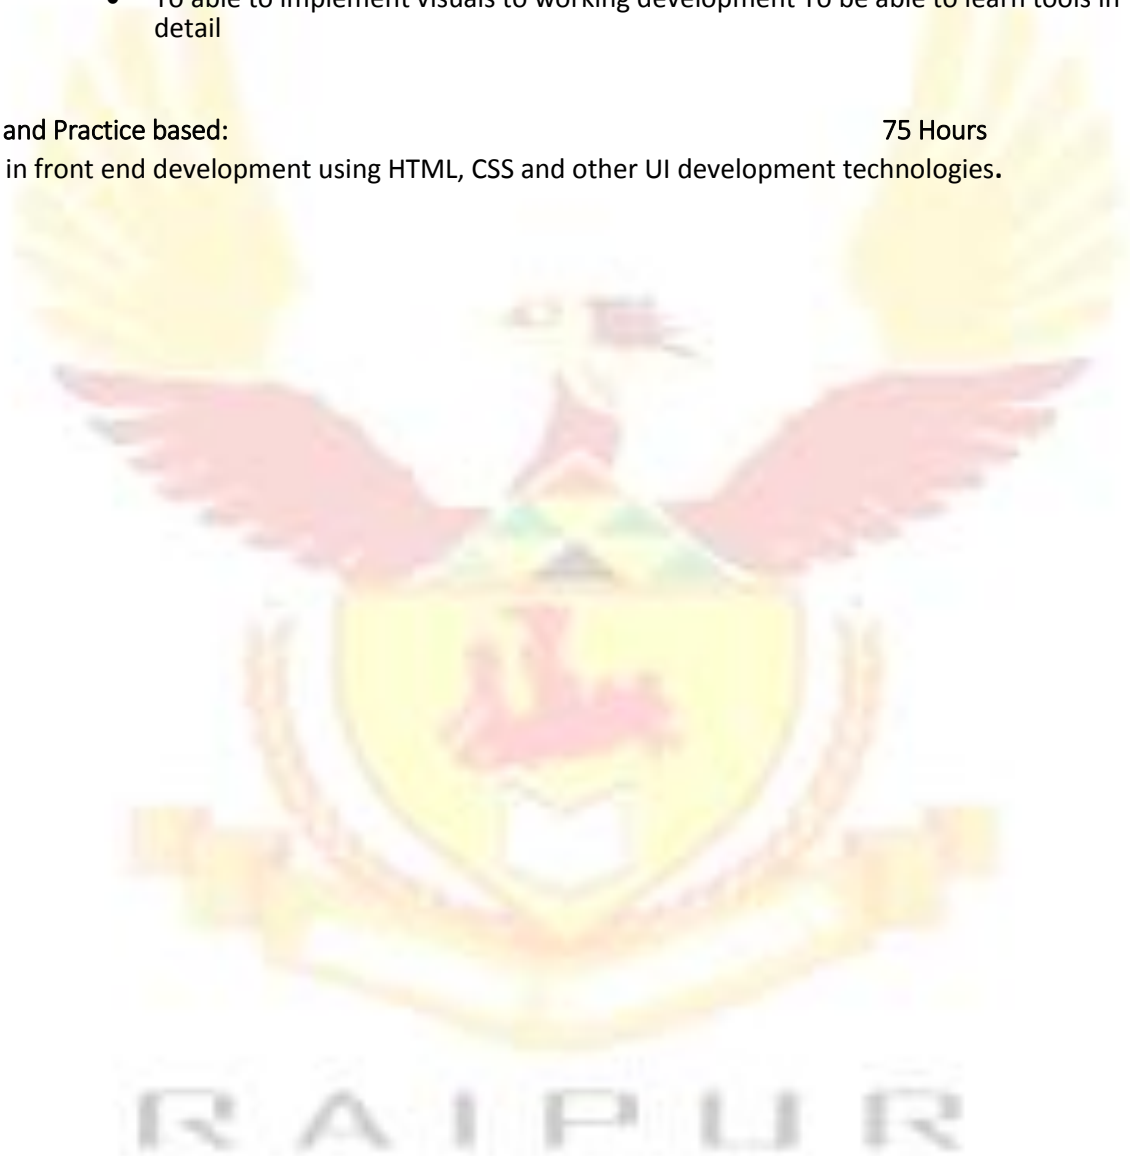 • To able to implement visuals to working development To be able to learn tools in
detail
and Practice based: 75 Hours
in front end development using HTML, CSS and other UI development technologies.
RAIPUR